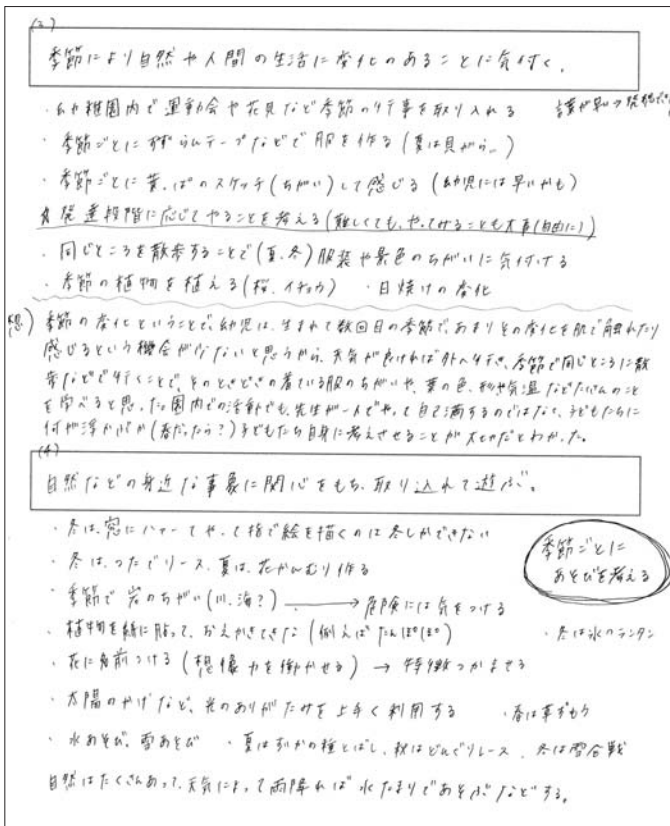 (3)
季節により自然や人間の生活に変化のあることに気付く。
・幼稚園内で運動会や花見など季節の行事を取り入れる
・季節ごとにすずらんテープなどで服を作る(夏は貝がら…)
・季節ごとに葉っぱのスケッチ(ちがい)して感じる(幼児には早いかも)
発達段階に応じてやることを考える(難しくても、やってみることも大事(自由に))
・同じところを散歩することで(夏、冬)服装や景色のちがいに気付ける
・季節の植物を植える(桜、イチョウ) ・日焼けの変化
想) 季節の変化ということで、幼児は、生まれて数回目の季節で、あまりその変化を肌で触れたり
感じるという機会が少ないと思うから、天気が良ければ外へ行き、季節で同じところに散
歩などで行くことで、そのときどきの着ている服のちがいや、葉の色、形や気温などたくさんのこと
を学べると思った。園内での活動でも、先生が一人でやって自己満するのではなく、子どもたちに
何が浮かぶか(春だったら?)子どもたち自身に考えさせることが大切だとわかった。
(4)
自然などの身近な事象に関心をもち、取り入れて遊ぶ。
・冬は、窓にハァーってやって指で絵を描くのは冬しかできない
・冬は、つたでリース、夏は、花かんむり作る
季節ごとに
あそびを考える
・季節で岩のちがい(川、海?) → 危険には気をつける
・植物を紙に貼って、おえかきできな(例えばたんぽぽ)
・冬は氷のランタン
・花に名前つける(想像力を働かせる) → 特徴つかませる
・太陽のかげなど、光のありがたみを上手く利用する
・水あそび、雪あそび ・夏はすいかの種とばし、秋はどんぐりレース、冬は雪合戦
自然はたくさんあって、天気によって雨降れば水たまりであそぶなどする。